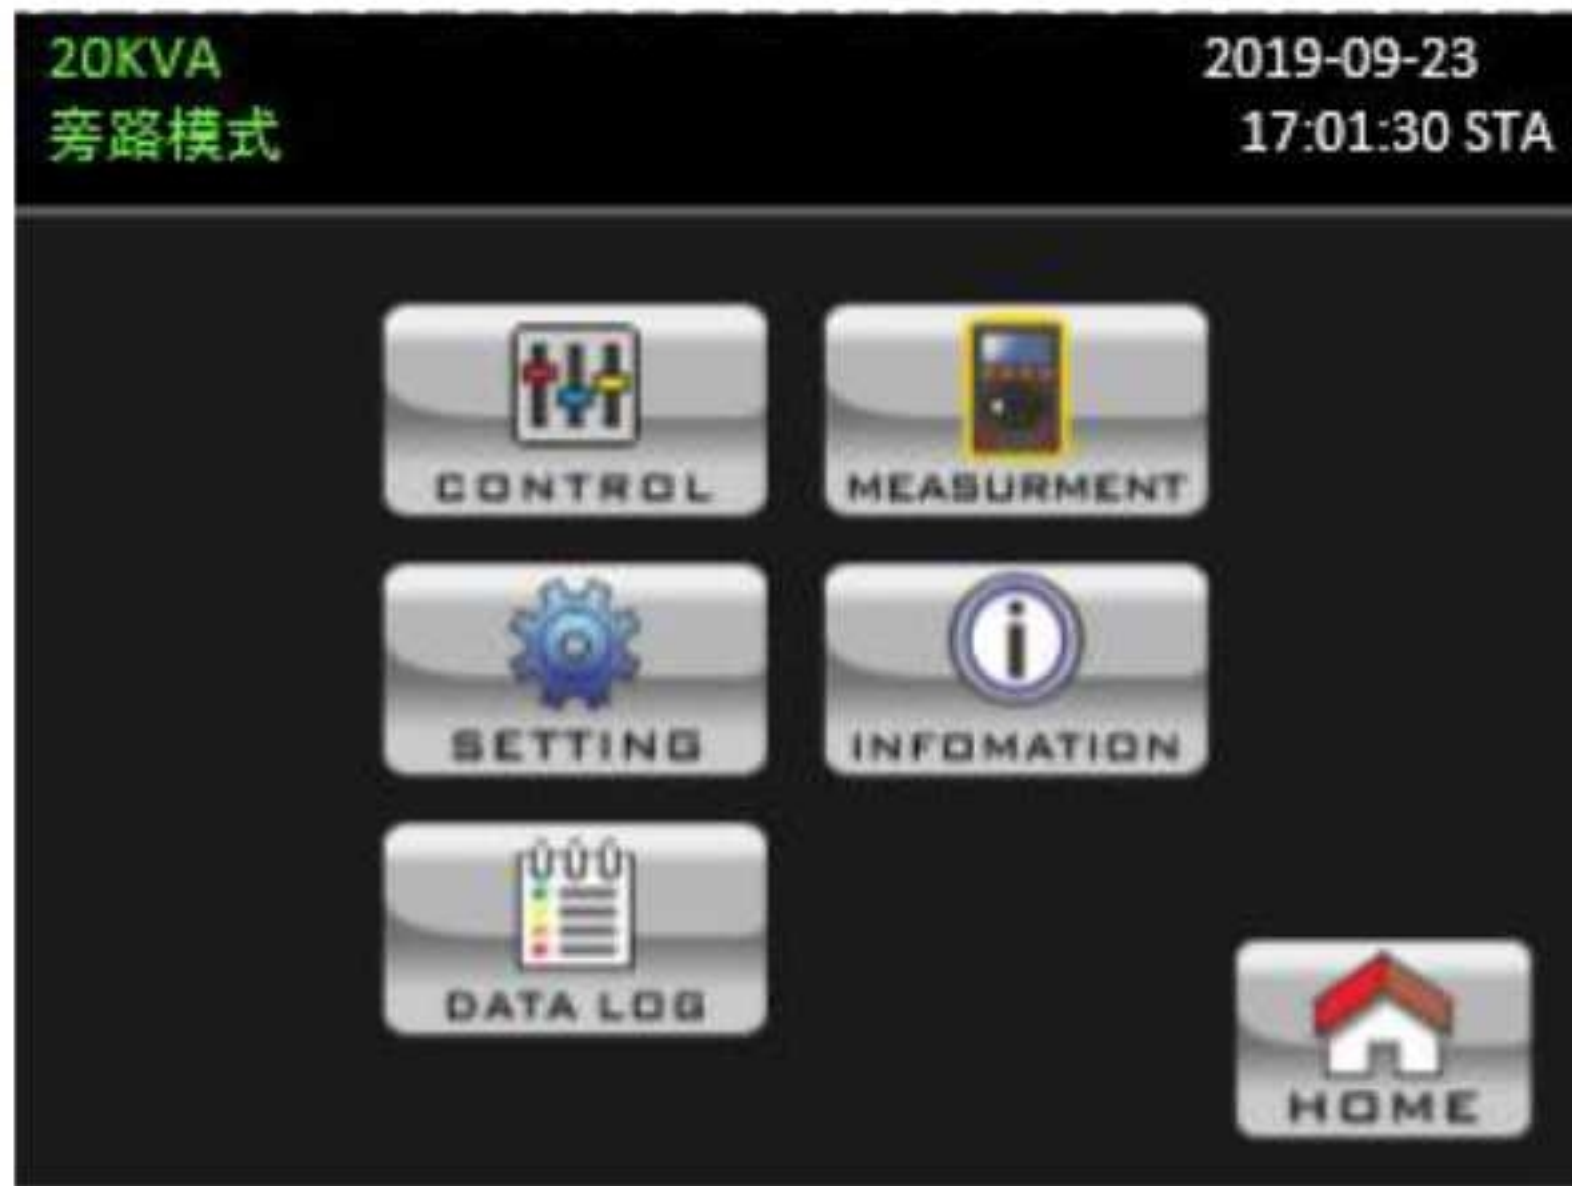 20KVA
2019-09-23
旁路模式
17:01:30 STA
CONTROL
MEASURMENT
SETTING
INFOMATION
DATA LOG
HOME